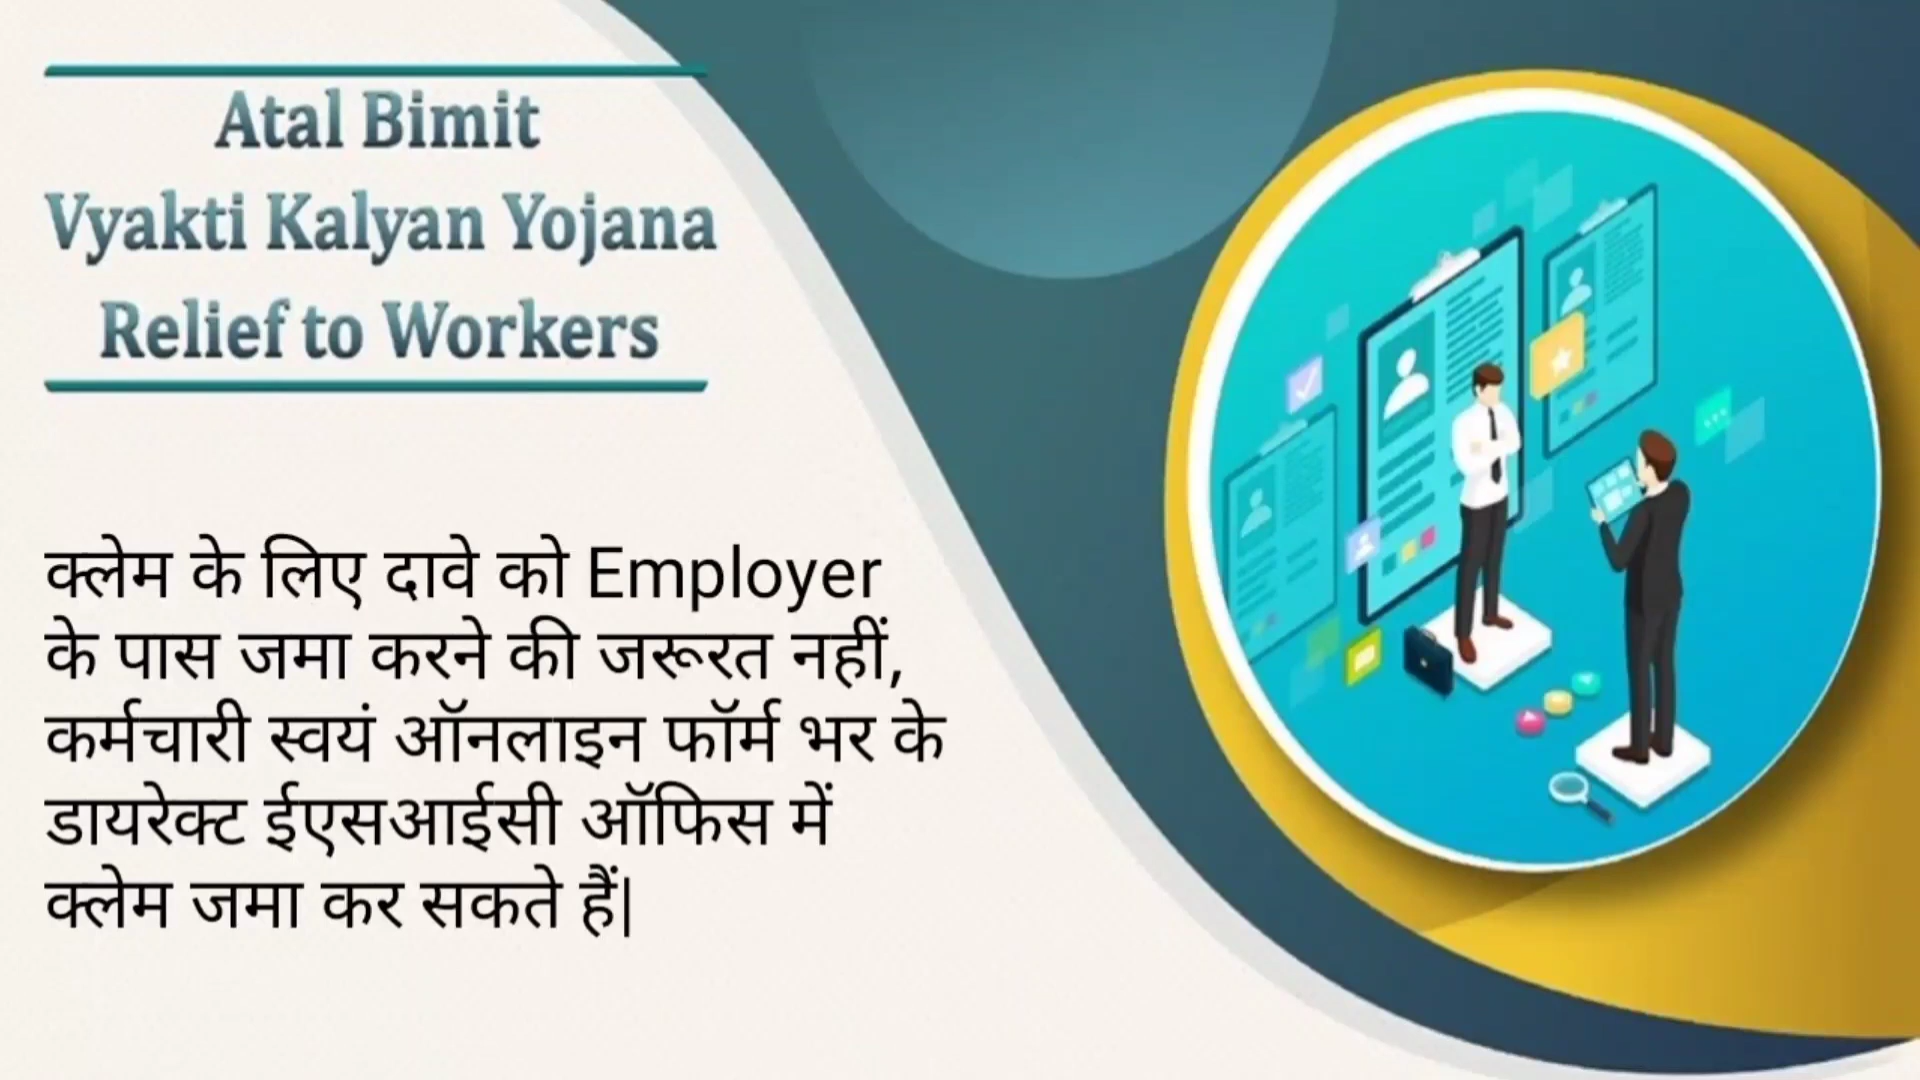 Atal Bimit
Vyakti Kalyan Yojana
Relief to Workers
क्लेम के लिए दावे को Employer
के पास जमा करने की जरूरत नहीं,
कर्मचारी स्वयं ऑनलाइन फॉर्म भर के
डायरेक्ट ईएसआईसी ऑफिस में
क्लेम जमा कर सकते हैं|